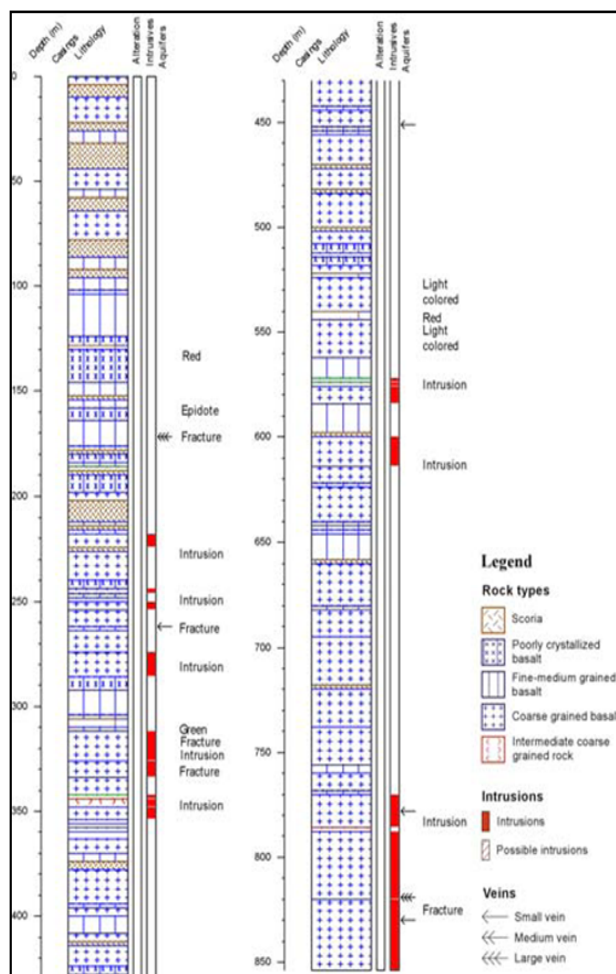 Depth (m)
Casings
Lithology
Alteration
Intrusives
Aquifers
0
50
100
150
200
250
300
350
400
Red
Epidote
Fracture
Intrusion
Intrusion
Fracture
Intrusion
Green
Fracture
Intrusion
Fracture
Intrusion
Depth (m)
Casings
Lithology
Alteration
Intrusives
Aquifers
450
500
550
600
650
700
750
800
850
Light
colored
Red
Light
colored
Intrusion
Intrusion
Intrusion
Fracture
Legend
Rock types
Scoria
Poorly crystallized
basalt
Fine-medium grained
basalt
Coarse grained basal
Intermediate coarse
grained rock
Intrusions
Intrusions
Possible intrusions
Veins
Small vein
Medium vein
Large vein